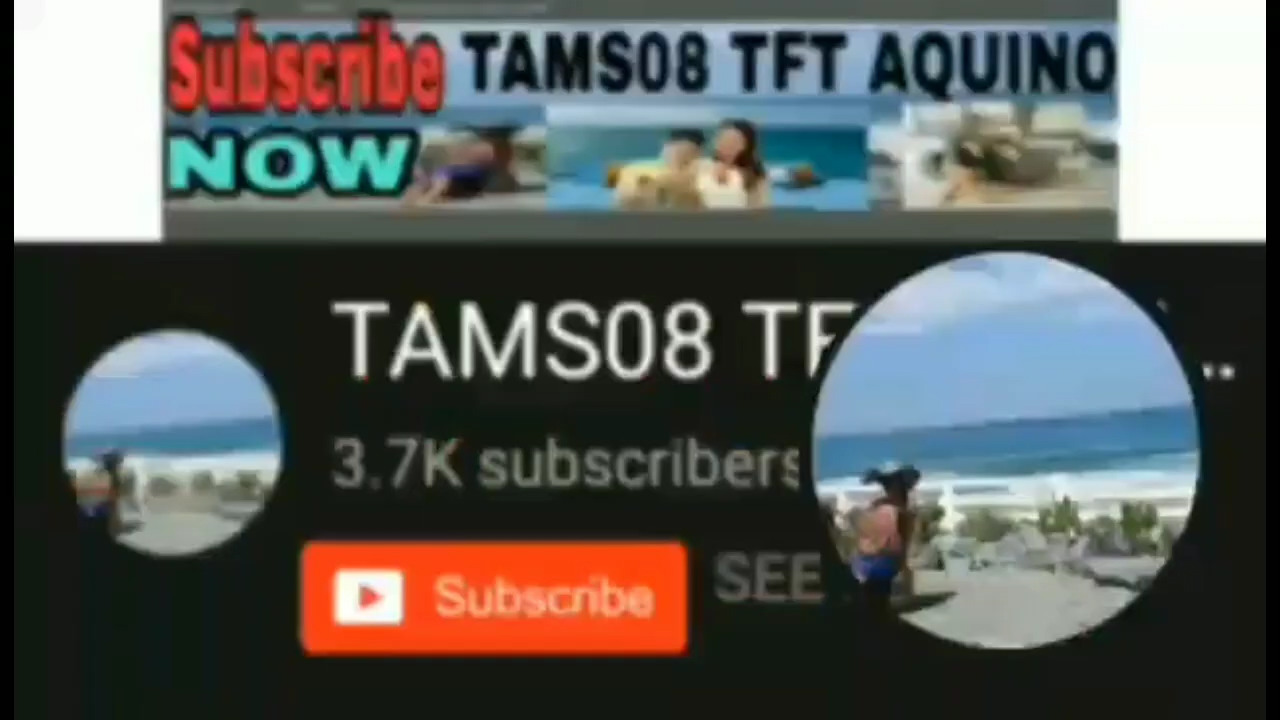 Subscribe TAMS08 TFT AQUINO
NOW
TAMS08 TF ..
3.7K subscribers
Subscribe SEE